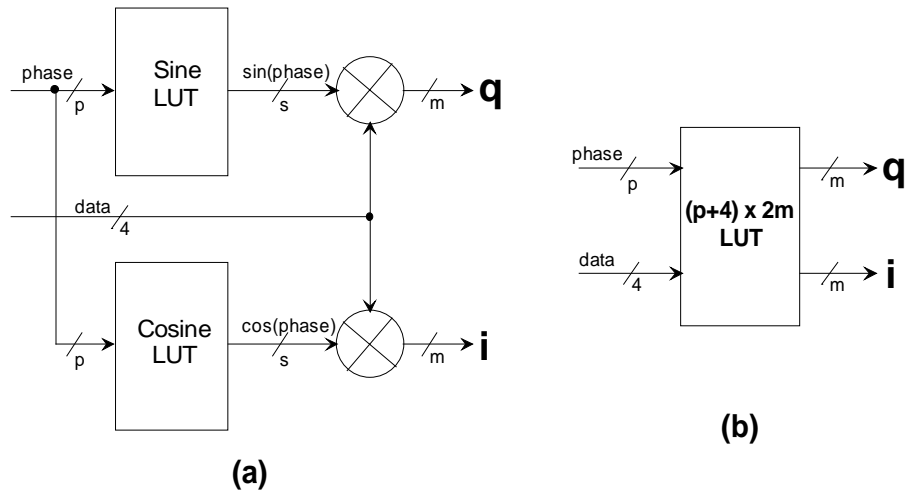 phase
p
Sine
LUT
sin(phase)
s
m
q
data
4
p
Cosine
LUT
cos(phase)
s
m
i
(a)
phase
p
data
4
(p+4) x 2m
LUT
m
q
m
i
(b)